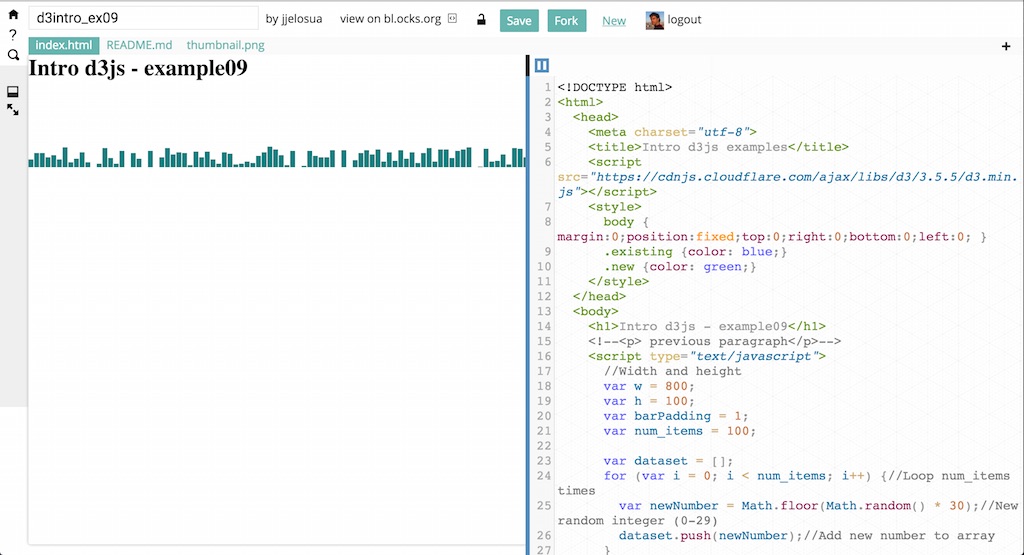 d3intro_ex09 by jjelosua view on bl.ocks.org Save Fork New logout
?
index.html README.md thumbnail.png +
Intro d3js - example09
1 <!DOCTYPE html>
2 <html>
3 <head>
4 <meta charset="utf-8">
5 <title>Intro d3js examples</title>
6 <script
src="https://cdnjs.cloudflare.com/ajax/libs/d3/3.5.5/d3.min.
js"></script>
7 <style>
8 body {
margin:0;position:fixed;top:0;right:0;bottom:0;left:0; }
9 .existing {color: blue;}
10 .new {color: green;}
11 </style>
12 </head>
13 <body>
14 <h1>Intro d3js - example09</h1>
15 <!--<p> previous paragraph</p>-->
16 <script type="text/javascript">
17 //Width and height
18 var w = 800;
19 var h = 100;
20 var barPadding = 1;
21 var num_items = 100;
22
23 var dataset = [];
24 for (var i = 0; i < num_items; i++) {//Loop num_items
times
25 var newNumber = Math.floor(Math.random() * 30);//New
random integer (0-29)
26 dataset.push(newNumber);//Add new number to array
27 }